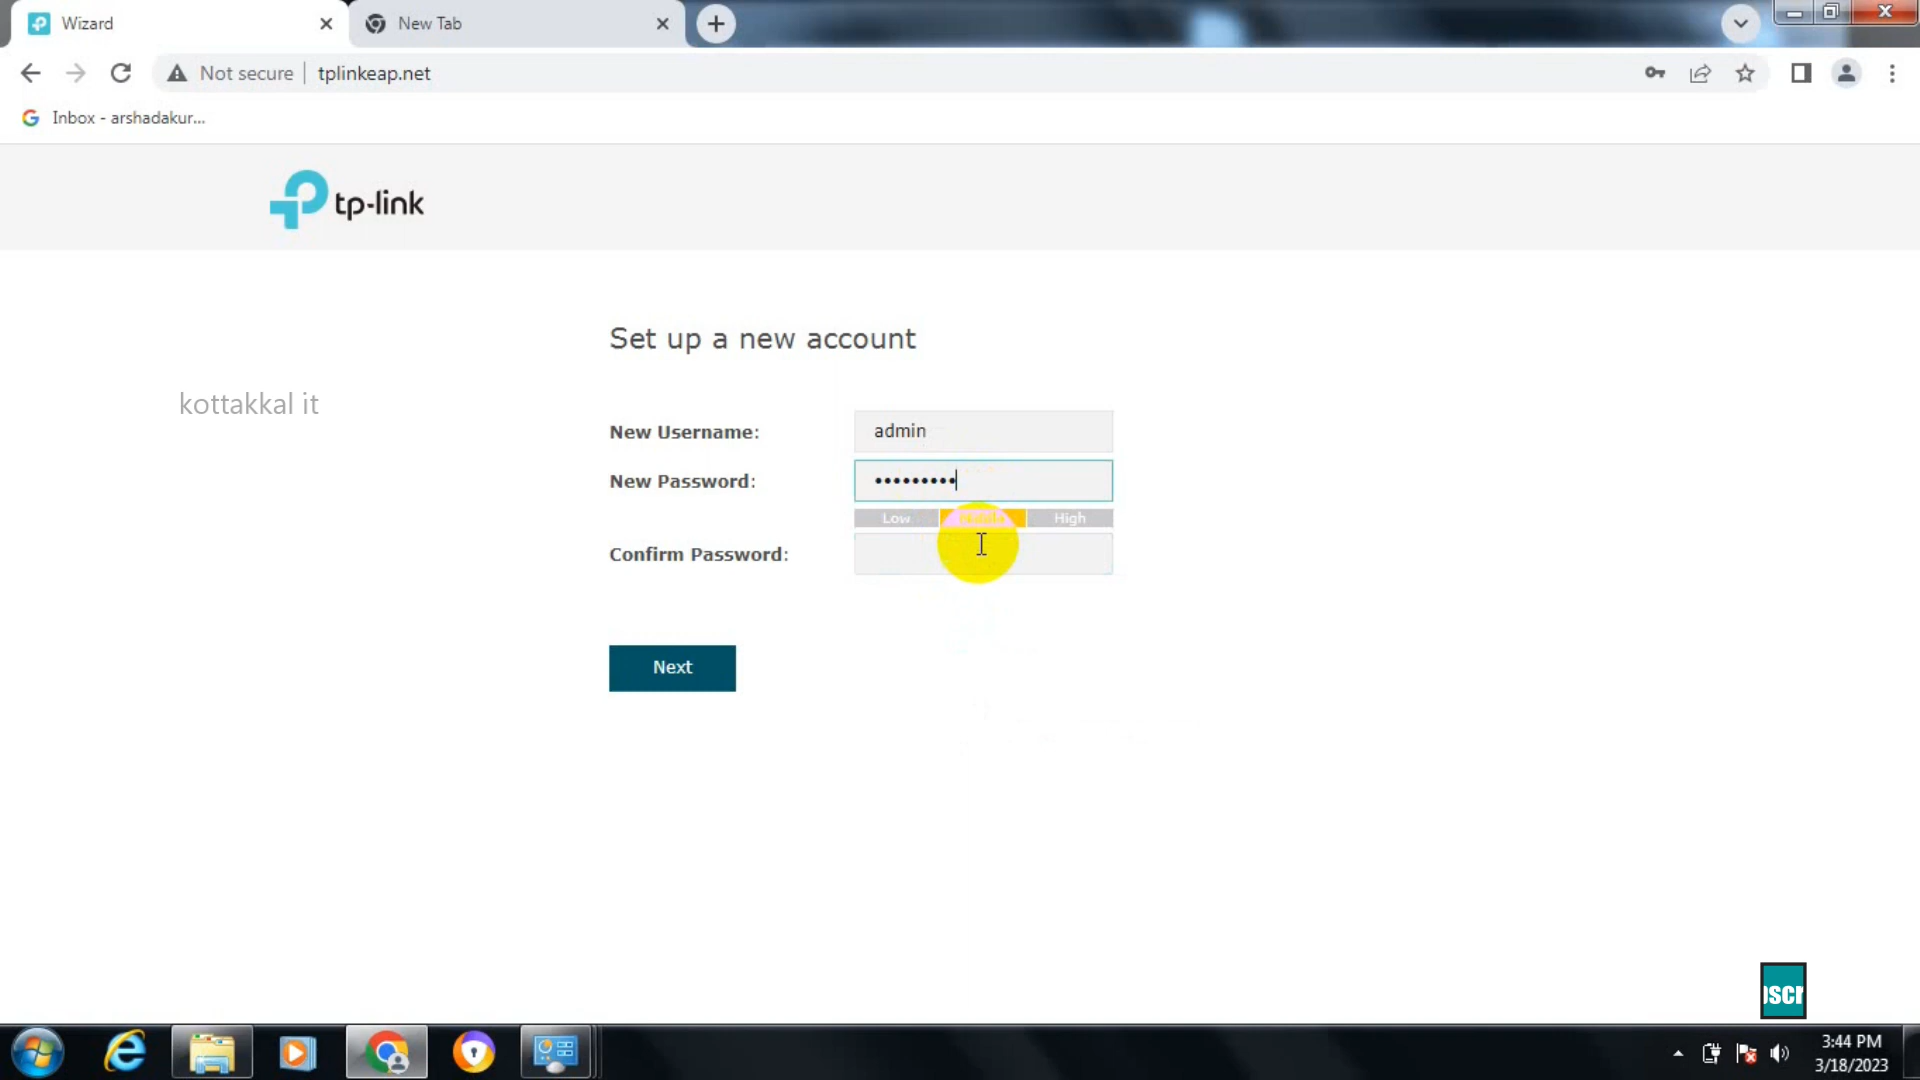 Wizard
New Tab
Not secure
tplinkeap.net
Inbox - arshadakur...
tp-link
Set up a new account
kottakkal it
New Username:
admin
New Password:
•••••••••
Low
High
Confirm Password:
Next
oscr
3:44 PM
3/18/2023